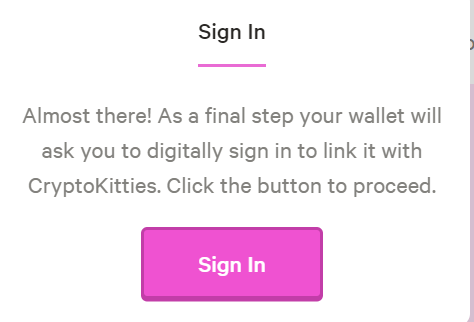 Sign In
Almost there! As a final step your wallet will
ask you to digitally sign in to link it with
CryptoKitties. Click the button to proceed.
Sign In